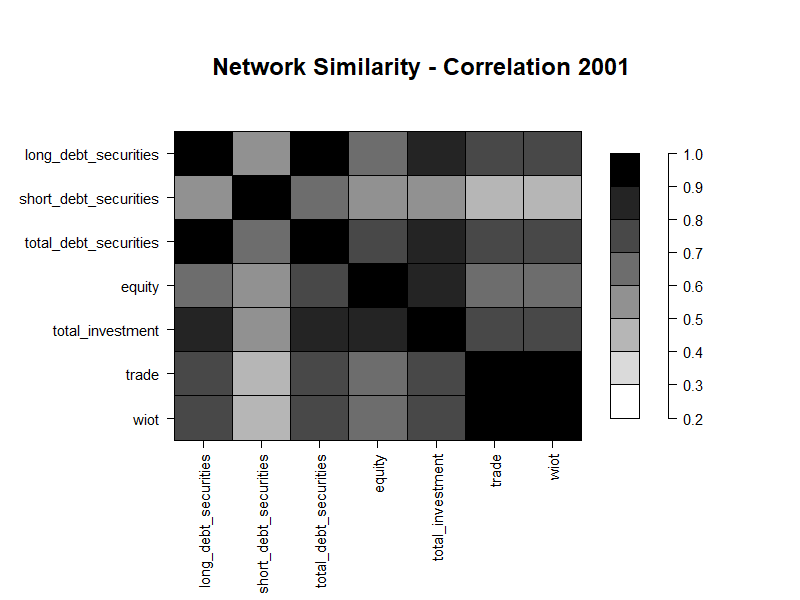 Network Similarity - Correlation 2001
long_debt_securities
short_debt_securities
total_debt_securities
equity
total_investment
trade
wiot
long_debt_securities
short_debt_securities
total_debt_securities
equity
total_investment
trade
wiot
1.0
0.9
0.8
0.7
0.6
0.5
0.4
0.3
0.2